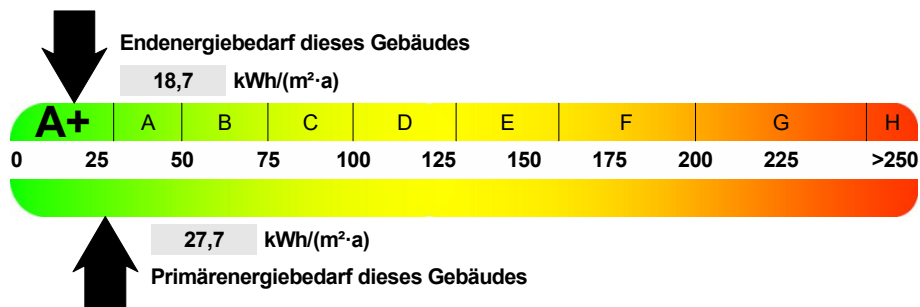 Endenergiebedarf dieses Gebäudes
18,7 kWh/(m²·a)
A+ A B C D E F G H
0 25 50 75 100 125 150 175 200 225 >250
27,7 kWh/(m²·a)
Primärenergiebedarf dieses Gebäudes